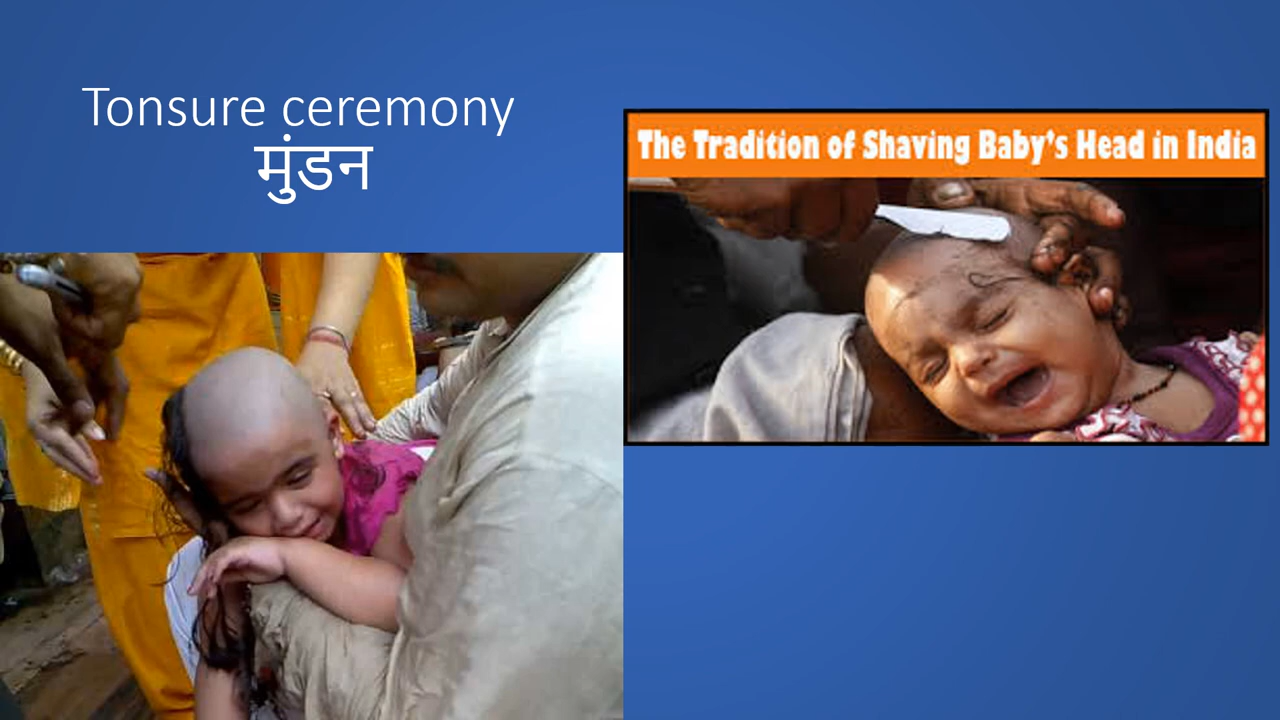 Tonsure ceremony
मुंडन
The Tradition of Shaving Baby's Head in India